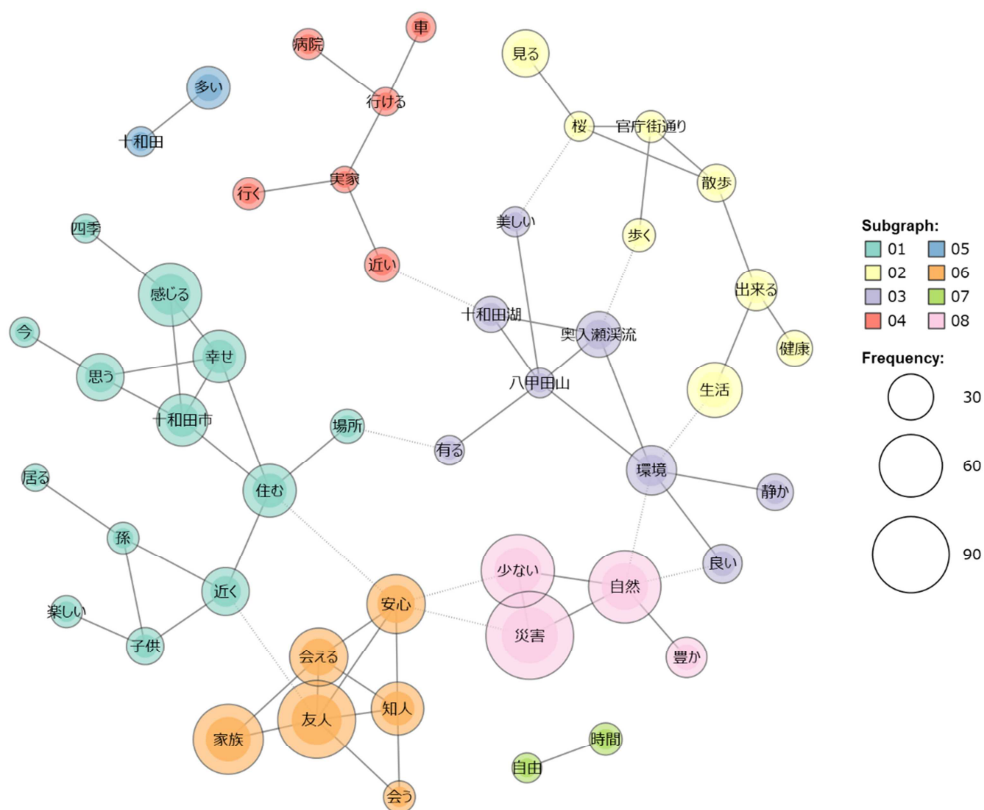 車
病院
見る
多い
行ける
桜
官庁街通り
十和田
実家
散歩
行く
美しい
四季
歩く
近い
感じる
出来る
十和田湖
今
奥入瀬渓流
健康
幸せ
思う
八甲田山
生活
十和田市
場所
有る
環境
居る
住む
静か
孫
良い
少ない
自然
近く
安心
楽しい
災害
子供
会える
豊か
知人
友人
家族
時間
自由
会う
Subgraph:
01 05
02 06
03 07
04 08
Frequency:
30
60
90